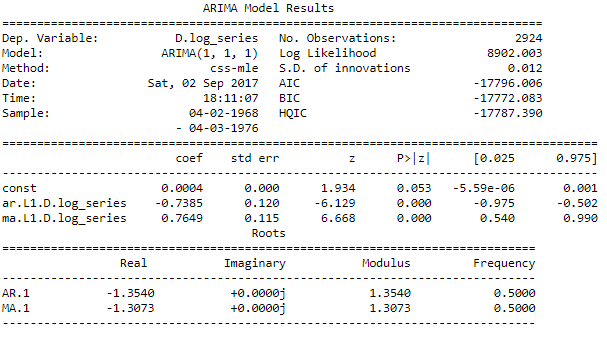 ARIMA Model Results
==============================================================================
Dep. Variable: D.log_series No. Observations: 2924
Model: ARIMA(1, 1, 1) Log Likelihood 8902.003
Method: css-mle S.D. of innovations 0.012
Date: Sat, 02 Sep 2017 AIC -17796.006
Time: 18:11:07 BIC -17772.083
Sample: 04-02-1968 HQIC -17787.390
- 04-03-1976
==============================================================================
coef std err z P>|z| [0.025 0.975]
------------------------------------------------------------------------------
const 0.0004 0.000 1.934 0.053 -5.59e-06 0.001
ar.L1.D.log_series -0.7385 0.120 -6.129 0.000 -0.975 -0.502
ma.L1.D.log_series 0.7649 0.115 6.668 0.000 0.540 0.990
Roots
==============================================================================
Real Imaginary Modulus Frequency
------------------------------------------------------------------------------
AR.1 -1.3540 +0.0000j 1.3540 0.5000
MA.1 -1.3073 +0.0000j 1.3073 0.5000
------------------------------------------------------------------------------